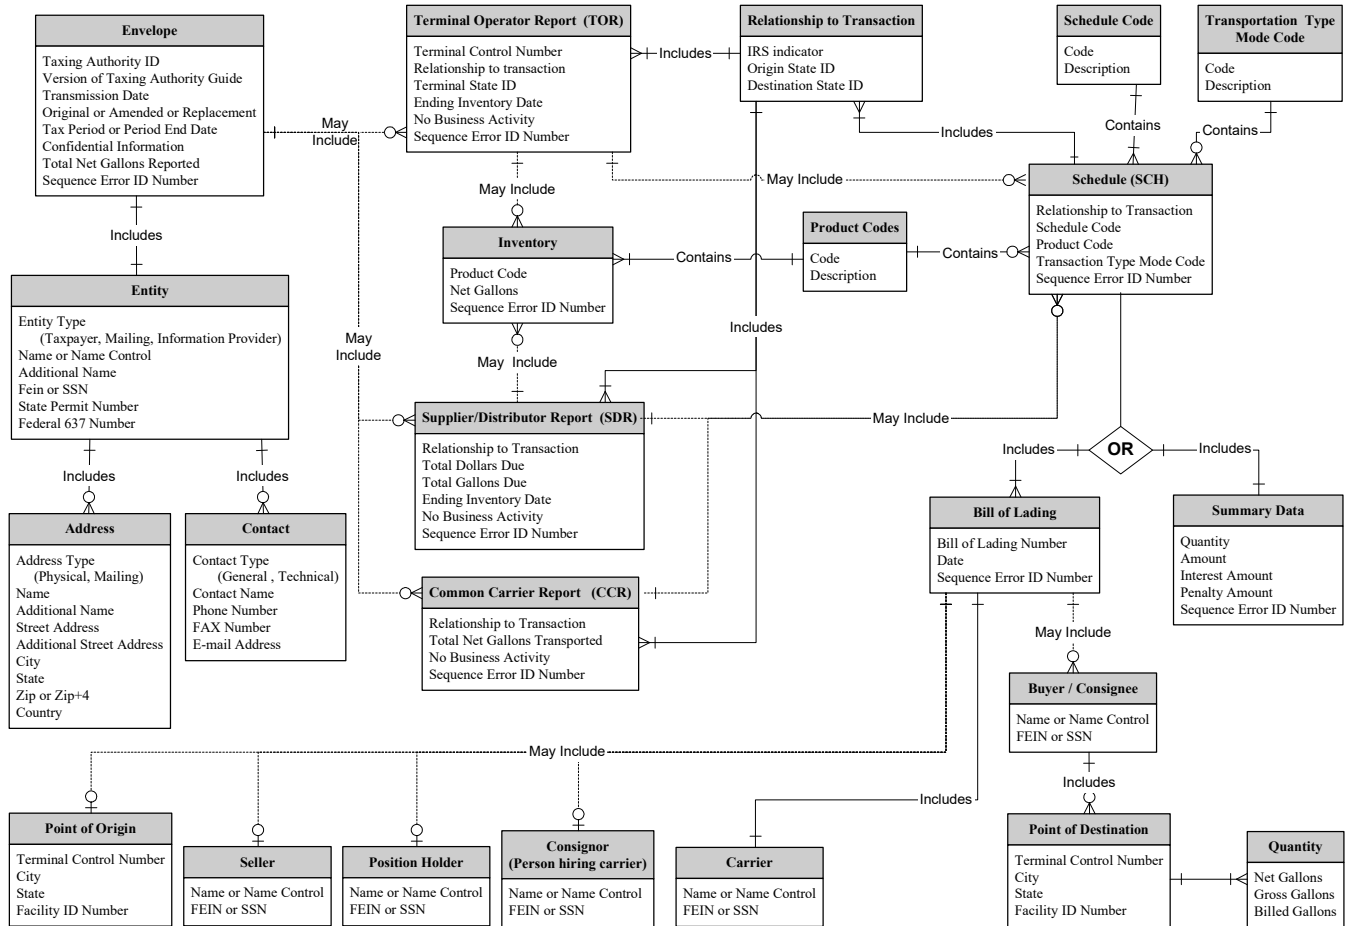 Envelope
Taxing Authority ID
Version of Taxing Authority Guide
Transmission Date
Original or Amended or Replacement
Tax Period or Period End Date
Confidential Information
Total Net Gallons Reported
Sequence Error ID Number
May
Include
Terminal Operator Report (TOR)
Terminal Control Number
Relationship to transaction
Terminal State ID
Ending Inventory Date
No Business Activity
Sequence Error ID Number
Includes
Relationship to Transaction
IRS indicator
Origin State ID
Destination State ID
Includes
Schedule Code
Code
Description
Contains
Transportation Type
Mode Code
Code
Description
Contains
May Include
May Include
Schedule (SCH)
Relationship to Transaction
Schedule Code
Product Code
Transaction Type Mode Code
Sequence Error ID Number
Includes
Inventory
Product Code
Net Gallons
Sequence Error ID Number
Contains
Product Codes
Code
Description
Contains
Entity
Entity Type
(Taxpayer, Mailing, Information Provider)
Name or Name Control
Additional Name
Fein or SSN
State Permit Number
Federal 637 Number
May
Include
May Include
Includes
Supplier/Distributor Report (SDR)
Relationship to Transaction
Total Dollars Due
Total Gallons Due
Ending Inventory Date
No Business Activity
Sequence Error ID Number
May Include
Includes
OR
Includes
Includes
Includes
Address
Address Type
(Physical, Mailing)
Name
Additional Name
Street Address
Additional Street Address
City
State
Zip or Zip+4
Country
Contact
Contact Type
(General , Technical)
Contact Name
Phone Number
FAX Number
E-mail Address
Common Carrier Report (CCR)
Relationship to Transaction
Total Net Gallons Transported
No Business Activity
Sequence Error ID Number
Bill of Lading
Bill of Lading Number
Date
Sequence Error ID Number
Summary Data
Quantity
Amount
Interest Amount
Penalty Amount
Sequence Error ID Number
May Include
Buyer / Consignee
Name or Name Control
FEIN or SSN
May Include
Includes
Includes
Point of Origin
Terminal Control Number
City
State
Facility ID Number
Seller
Name or Name Control
FEIN or SSN
Position Holder
Name or Name Control
FEIN or SSN
Consignor
(Person hiring carrier)
Name or Name Control
FEIN or SSN
Carrier
Name or Name Control
FEIN or SSN
Point of Destination
Terminal Control Number
City
State
Facility ID Number
Quantity
Net Gallons
Gross Gallons
Billed Gallons